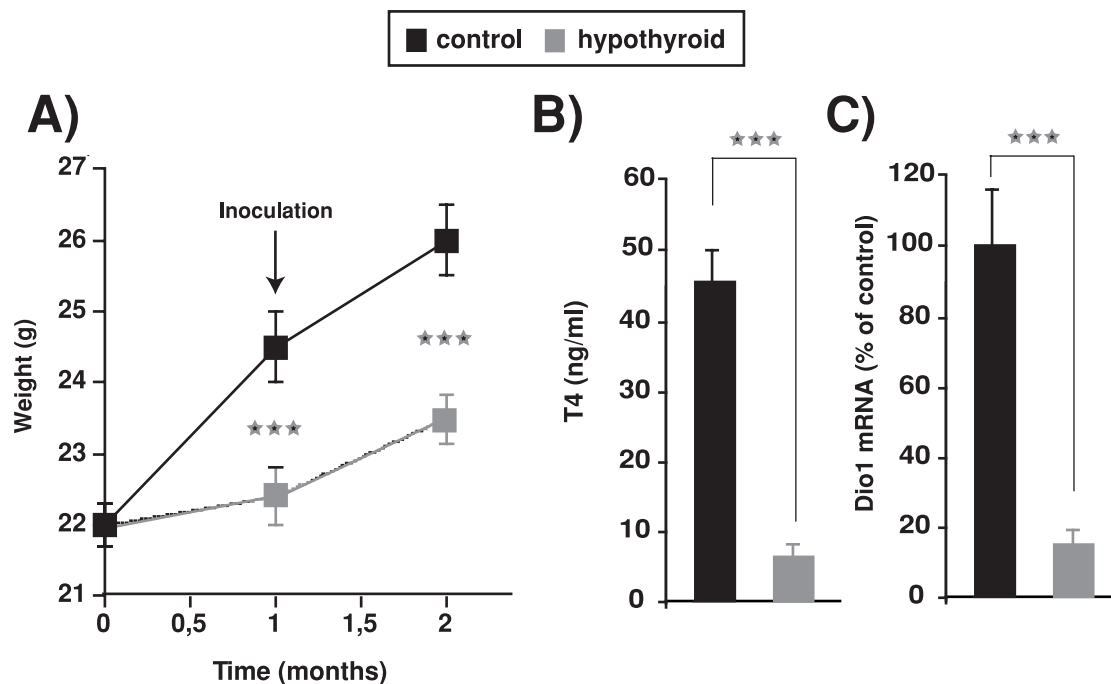 control hypothyroid
A)
Weight (g)
27
26
25
24
23
22
21
Inoculation
0 0,5 1 1,5 2
Time (months)
B)
T4 (ng/ml)
60
50
40
30
20
10
0
C)
Dio1 mRNA (% of control)
120
100
80
60
40
20
0